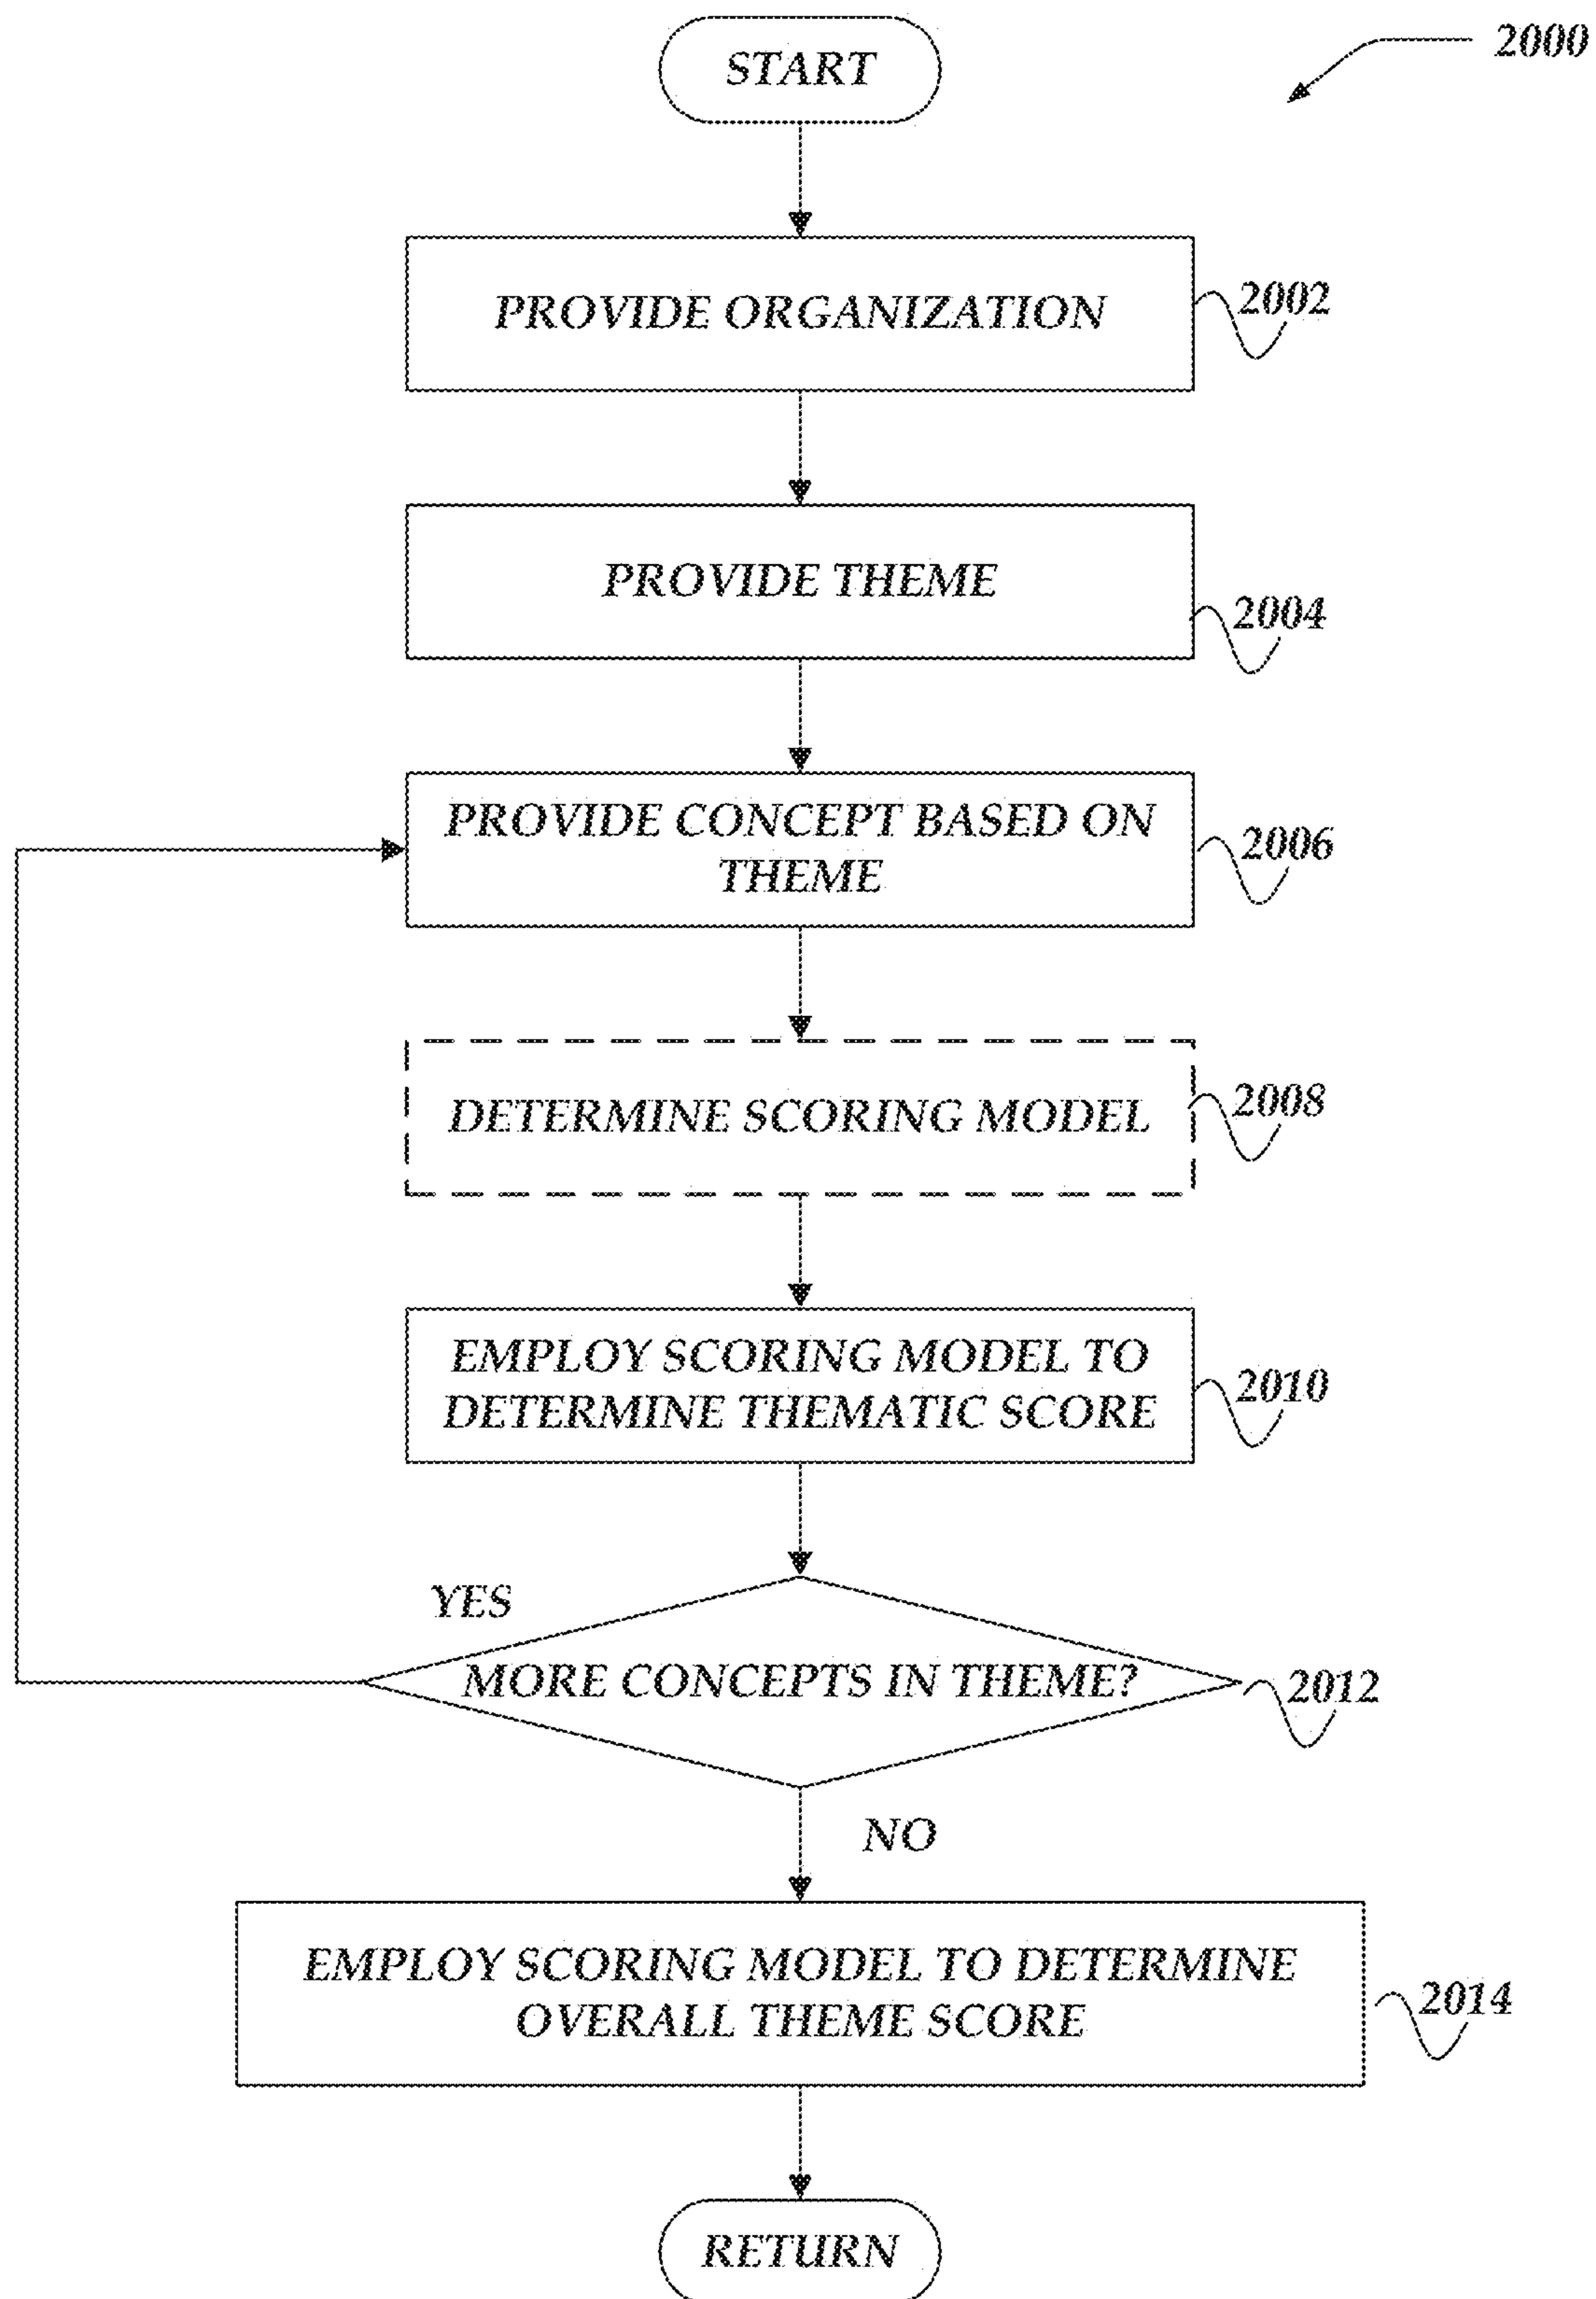 START
2000
PROVIDE ORGANIZATION
2002
PROVIDE THEME
2004
PROVIDE CONCEPT BASED ON
THEME
2006
DETERMINE SCORING MODEL
2008
EMPLOY SCORING MODEL TO
DETERMINE THEMATIC SCORE
2010
YES
MORE CONCEPTS IN THEME?
2012
NO
EMPLOY SCORING MODEL TO DETERMINE
OVERALL THEME SCORE
2014
RETURN